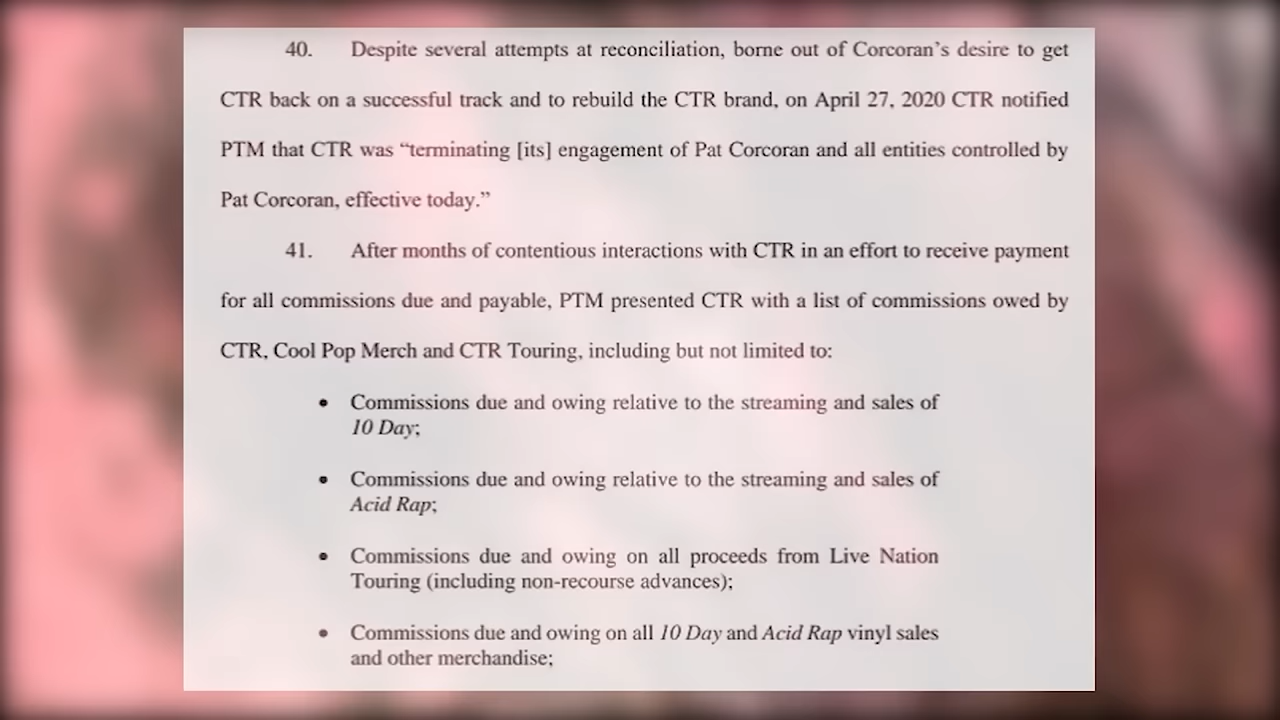 40. Despite several attempts at reconciliation, borne out of Corcoran’s desire to get
CTR back on a successful track and to rebuild the CTR brand, on April 27, 2020 CTR notified
PTM that CTR was “terminating [its] engagement of Pat Corcoran and all entities controlled by
Pat Corcoran, effective today.”
41. After months of contentious interactions with CTR in an effort to receive payment
for all commissions due and payable, PTM presented CTR with a list of commissions owed by
CTR, Cool Pop Merch and CTR Touring, including but not limited to:
• Commissions due and owing relative to the streaming and sales of
10 Day;
• Commissions due and owing relative to the streaming and sales of
Acid Rap;
• Commissions due and owing on all proceeds from Live Nation
Touring (including non-recourse advances);
• Commissions due and owing on all 10 Day and Acid Rap vinyl sales
and other merchandise;